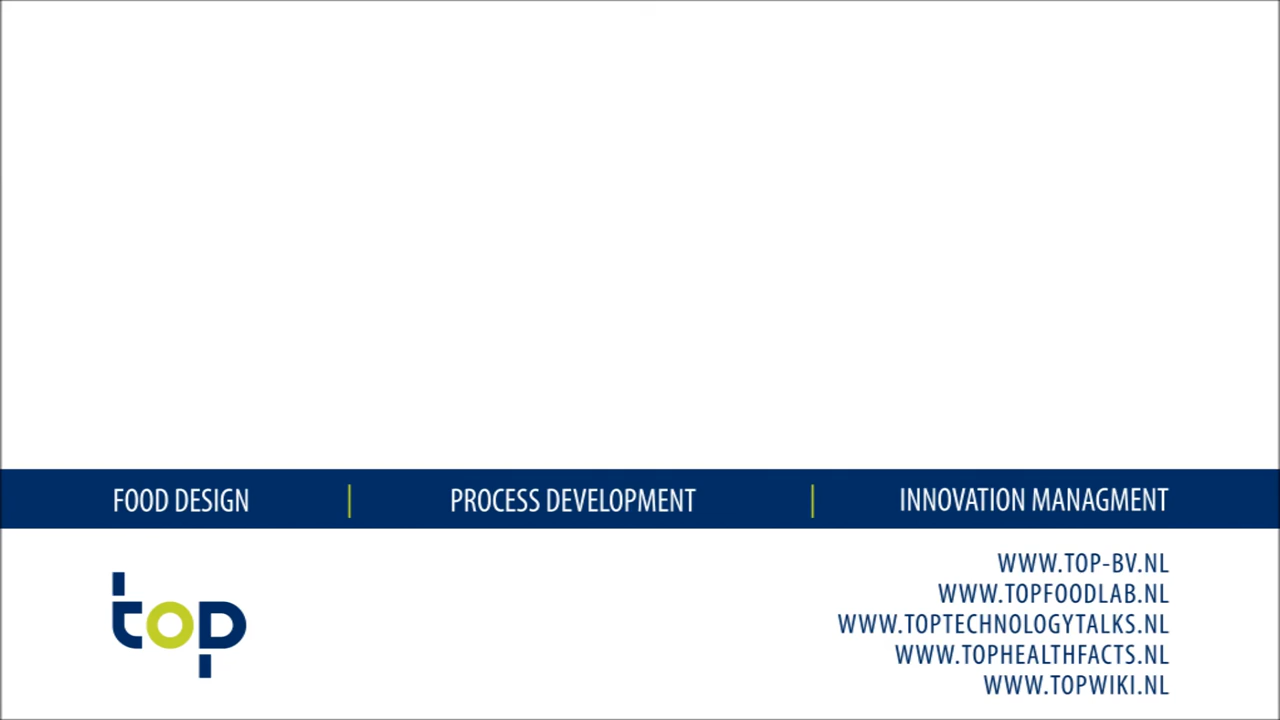 FOOD DESIGN | PROCESS DEVELOPMENT | INNOVATION MANAGMENT
top
WWW.TOP-BV.NL
WWW.TOPFOODLAB.NL
WWW.TOPTECHNOLOGYTALKS.NL
WWW.TOPHEALTHFACTS.NL
WWW.TOPWIKI.NL